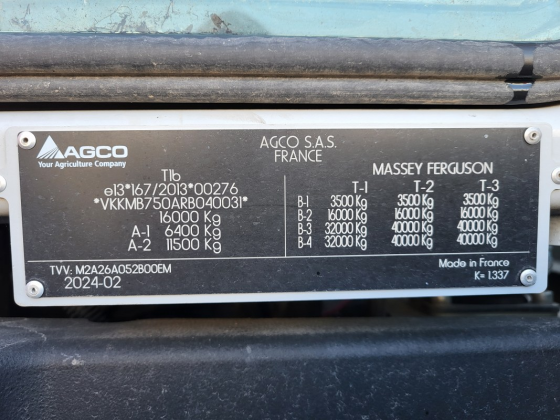 AGCO
Your Agriculture Company
AGCO S.A.S.
FRANCE
T1b
e13*167/2013*00276
*VKKMB750ARB040031*
16000 Kg
A-1 6400 Kg
A-2 11500 Kg
MASSEY FERGUSON
T-1 T-2 T-3
B-1 3500 Kg 3500 Kg 3500 Kg
B-2 16000 Kg 16000 Kg 16000 Kg
B-3 32000 Kg 40000 Kg 40000 Kg
B-4 32000 Kg 40000 Kg 40000 Kg
TVV: M2A26A052B00EM
2024-02
Made in France
K= 1.337